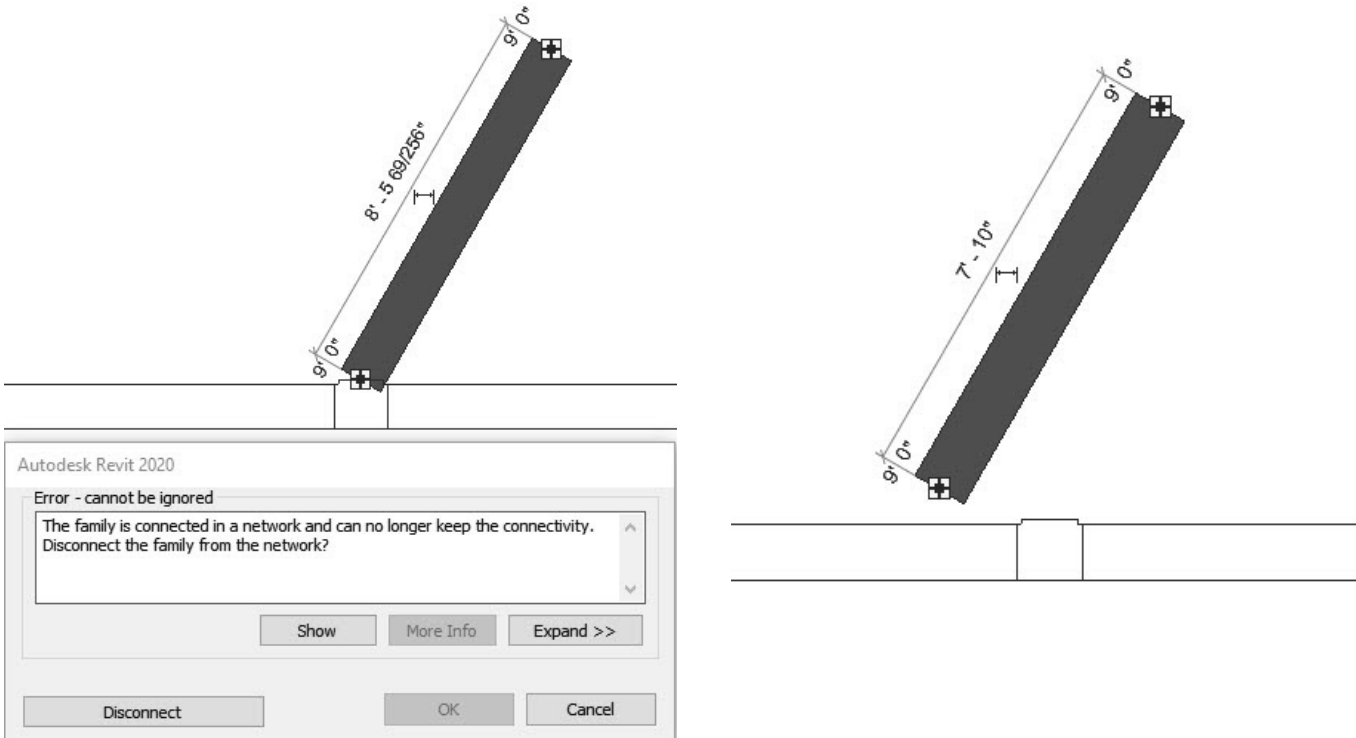 9' 0"
8' - 5 69/256"
9' 0"
Autodesk Revit 2020
Error - cannot be ignored
The family is connected in a network and can no longer keep the connectivity.
Disconnect the family from the network?
Show
More Info
Expand >>
Disconnect
OK
Cancel
9' 0"
7' - 10"
9' 0"